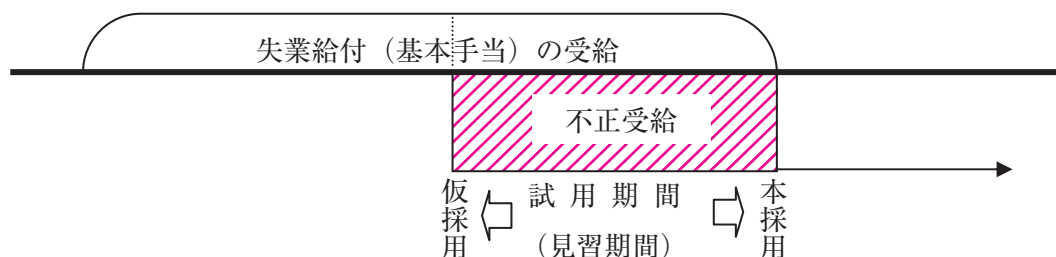 失業給付（基本手当）の受給
不正受給
仮採用
試用期間
（見習期間）
本採用